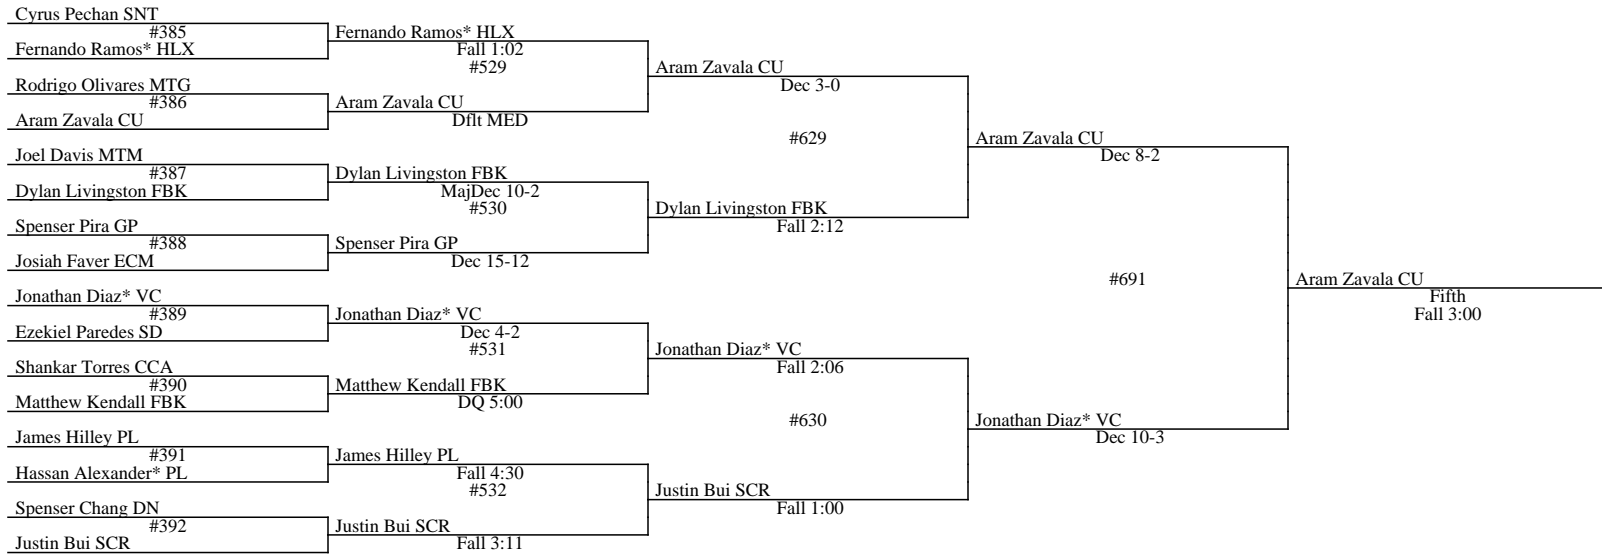 Cyrus Pechan SNT
#385
Fernando Ramos* HLX
Rodrigo Olivares MTG
#386
Aram Zavala CU
Joel Davis MTM
#387
Dylan Livingston FBK
Spenser Pira GP
#388
Josiah Faver ECM
Jonathan Diaz* VC
#389
Ezekiel Paredes SD
Shankar Torres CCA
#390
Matthew Kendall FBK
James Hilley PL
#391
Hassan Alexander* PL
Spenser Chang DN
#392
Justin Bui SCR
Fernando Ramos* HLX
Fall 1:02
#529
Aram Zavala CU
Dflt MED
Dylan Livingston FBK
MajDec 10-2
#530
Spenser Pira GP
Dec 15-12
Jonathan Diaz* VC
Dec 4-2
#531
Matthew Kendall FBK
DQ 5:00
James Hilley PL
Fall 4:30
#532
Justin Bui SCR
Fall 3:11
Aram Zavala CU
Dec 3-0
#629
Dylan Livingston FBK
Fall 2:12
Jonathan Diaz* VC
Fall 2:06
#630
Justin Bui SCR
Fall 1:00
Aram Zavala CU
Dec 8-2
#691
Jonathan Diaz* VC
Dec 10-3
Aram Zavala CU
Fifth
Fall 3:00